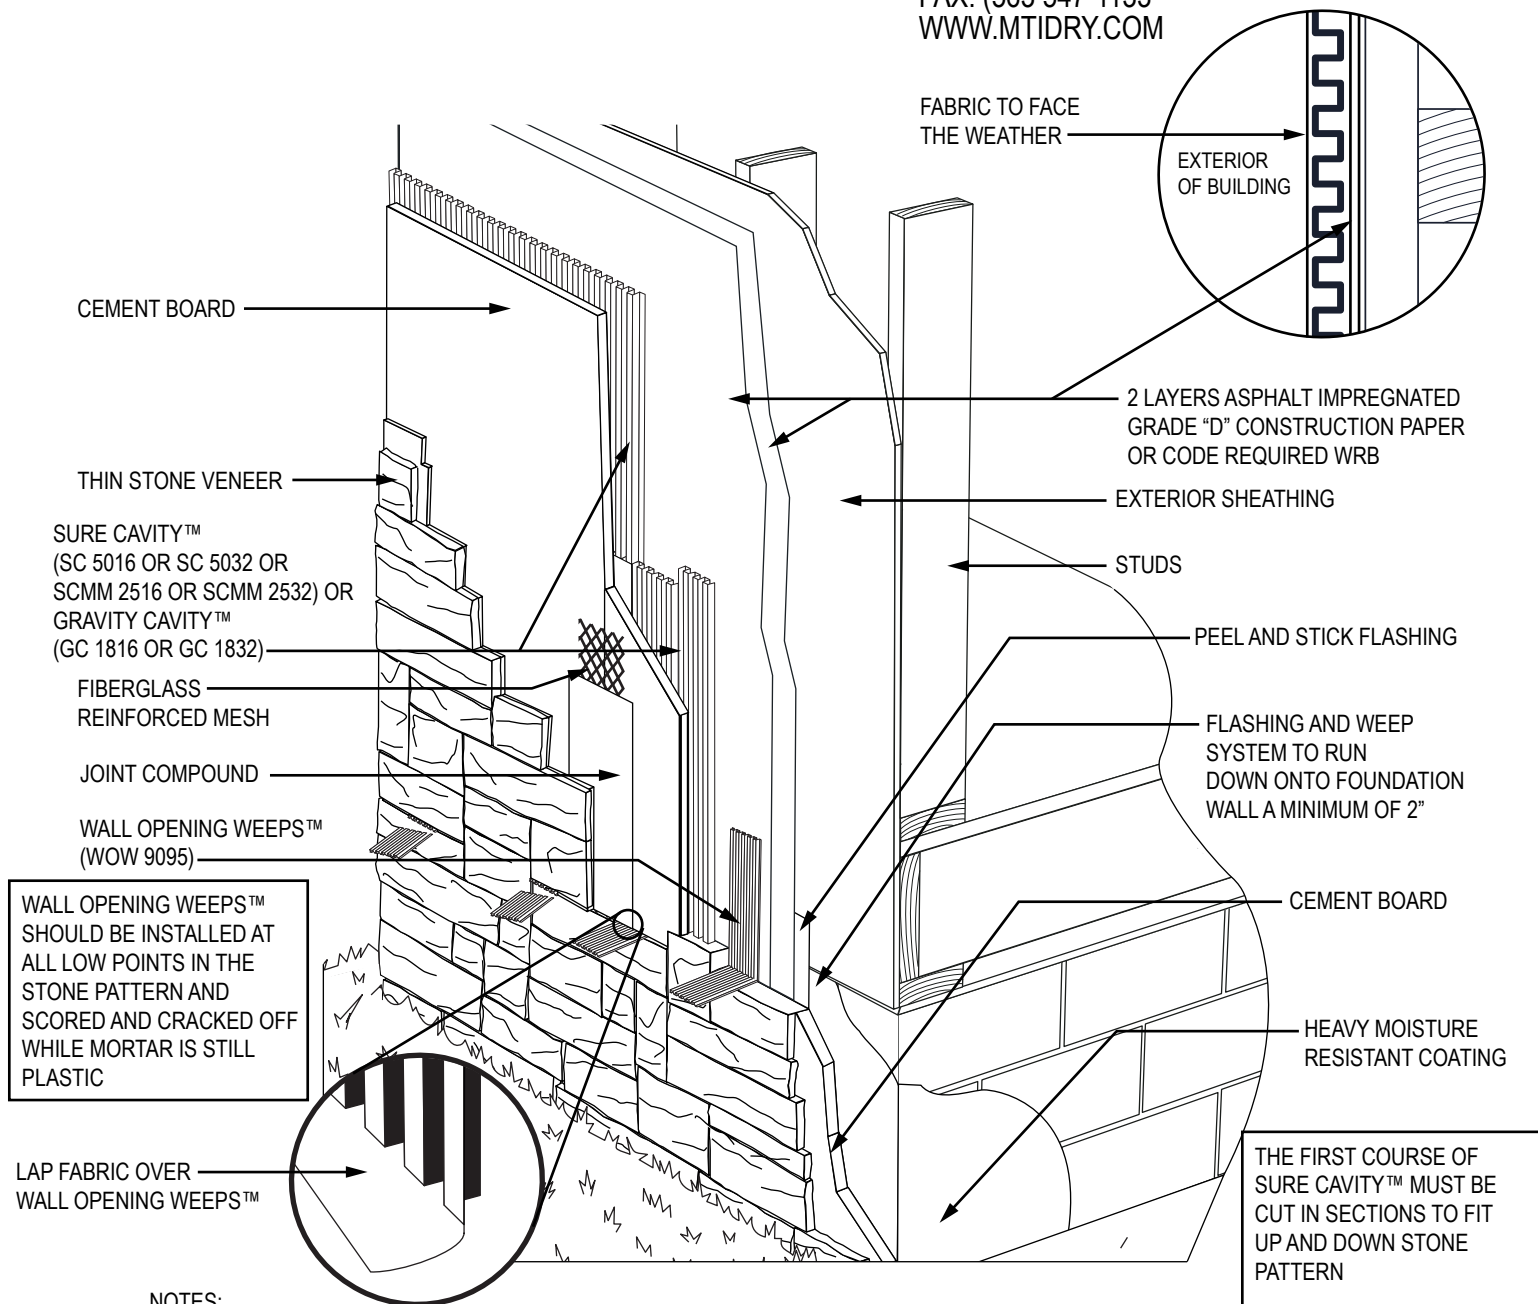 WWW.MTIDRY.COM
FABRIC TO FACE
THE WEATHER
EXTERIOR
OF BUILDING
CEMENT BOARD
2 LAYERS ASPHALT IMPREGNATED
GRADE “D” CONSTRUCTION PAPER
OR CODE REQUIRED WRB
THIN STONE VENEER
EXTERIOR SHEATHING
SURE CAVITY™
(SC 5016 OR SC 5032 OR
SCMM 2516 OR SCMM 2532) OR
GRAVITY CAVITY™
(GC 1816 OR GC 1832)
STUDS
PEEL AND STICK FLASHING
FIBERGLASS
REINFORCED MESH
FLASHING AND WEEP
SYSTEM TO RUN
DOWN ONTO FOUNDATION
WALL A MINIMUM OF 2”
JOINT COMPOUND
WALL OPENING WEEPS™
(WOW 9095)
WALL OPENING WEEPS™
SHOULD BE INSTALLED AT
ALL LOW POINTS IN THE
STONE PATTERN AND
SCORED AND CRACKED OFF
WHILE MORTAR IS STILL
PLASTIC
CEMENT BOARD
HEAVY MOISTURE
RESISTANT COATING
LAP FABRIC OVER
WALL OPENING WEEPS™
THE FIRST COURSE OF
SURE CAVITY™ MUST BE
CUT IN SECTIONS TO FIT
UP AND DOWN STONE
PATTERN
NOTES: